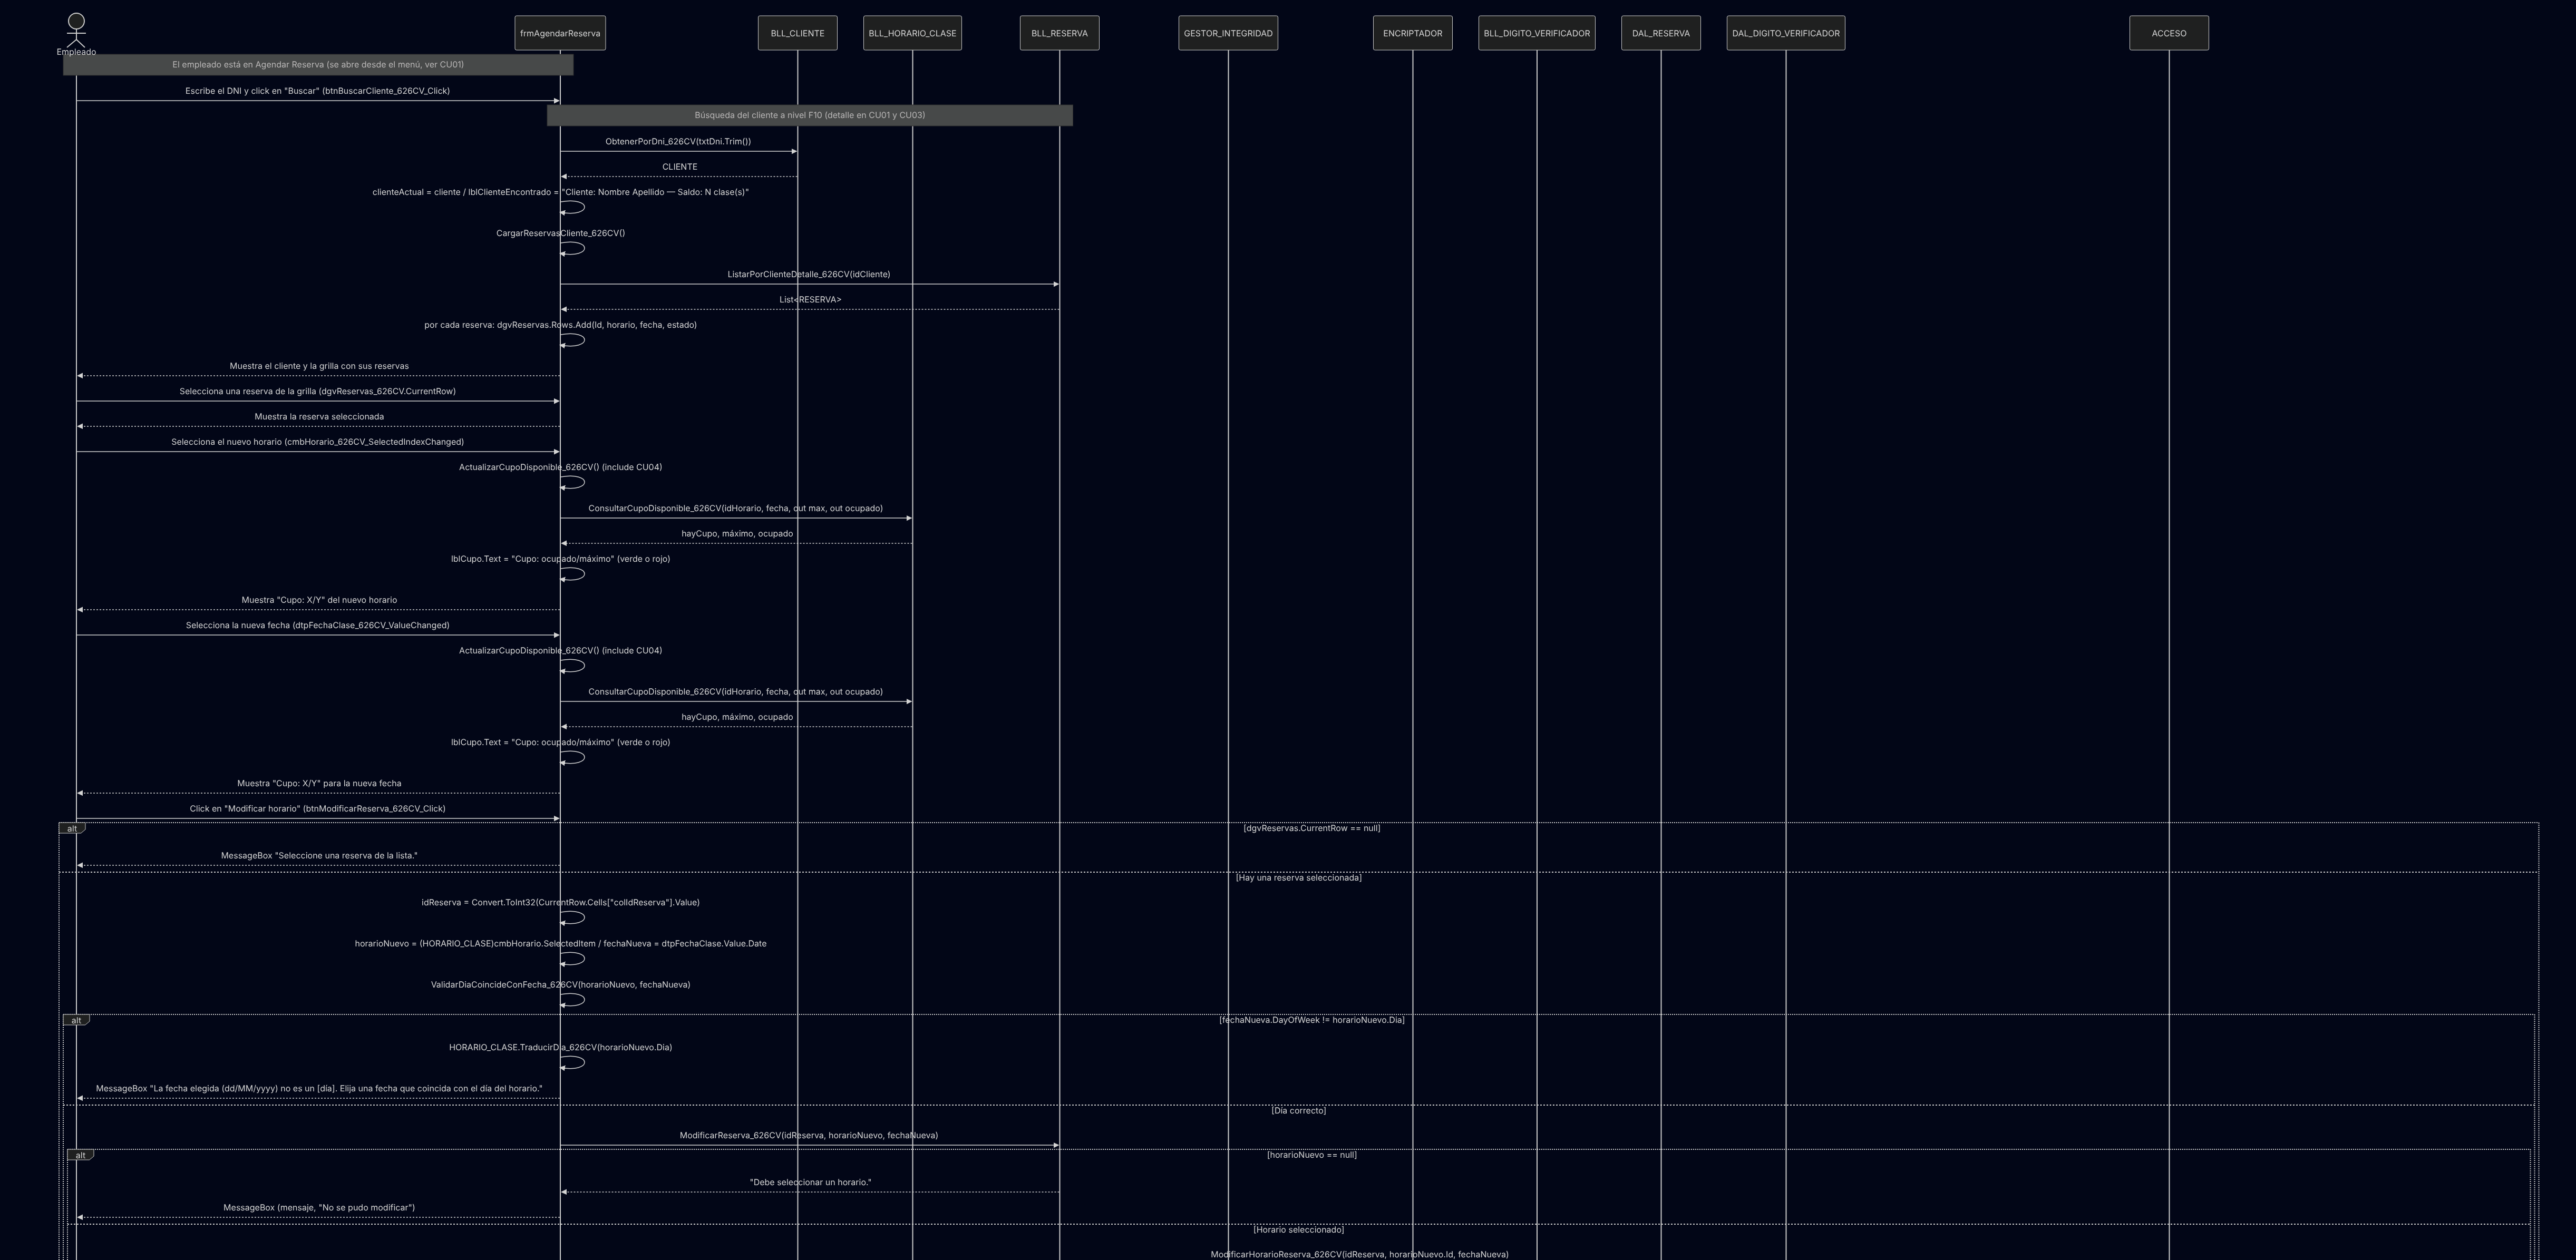 Empleado
frmAgendarReserva
BLL_CLIENTE
BLL_HORARIO_CLASE
BLL_RESERVA
GESTOR_INTEGRIDAD
ENCRIPTADOR
BLL_DIGITO_VERIFICADOR
DAL_RESERVA
DAL_DIGITO_VERIFICADOR
ACCESO
El empleado está en Agendar Reserva (se abre desde el menú, ver CU01)
Escribe el DNI y click en "Buscar" (btnBuscarCliente_626CV_Click)
Búsqueda del cliente a nivel F10 (detalle en CU01 y CU03)
ObtenerPorDni_626CV(txtDni.Trim())
CLIENTE
clienteActual = cliente / lblClienteEncontrado = "Cliente: Nombre Apellido — Saldo: N clase(s)"
CargarReservasCliente_626CV()
ListarPorClienteDetalle_626CV(idCliente)
List<RESERVA>
por cada reserva: dgvReservas.Rows.Add(Id, horario, fecha, estado)
Muestra el cliente y la grilla con sus reservas
Selecciona una reserva de la grilla (dgvReservas_626CV.CurrentRow)
Muestra la reserva seleccionada
Selecciona el nuevo horario (cmbHorario_626CV_SelectedIndexChanged)
ActualizarCupoDisponible_626CV() (include CU04)
ConsultarCupoDisponible_626CV(idHorario, fecha, out max, out ocupado)
hayCupo, máximo, ocupado
lblCupo.Text = "Cupo: ocupado/máximo" (verde o rojo)
Muestra "Cupo: X/Y" del nuevo horario
Selecciona la nueva fecha (dtpFechaClase_626CV_ValueChanged)
ActualizarCupoDisponible_626CV() (include CU04)
ConsultarCupoDisponible_626CV(idHorario, fecha, out max, out ocupado)
hayCupo, máximo, ocupado
lblCupo.Text = "Cupo: ocupado/máximo" (verde o rojo)
Muestra "Cupo: X/Y" para la nueva fecha
Click en "Modificar horario" (btnModificarReserva_626CV_Click)
alt
[dgvReservas.CurrentRow == null]
MessageBox "Seleccione una reserva de la lista."
[Hay una reserva seleccionada]
idReserva = Convert.ToInt32(CurrentRow.Cells["colIdReserva"].Value)
horarioNuevo = (HORARIO_CLASE)cmbHorario.SelectedItem / fechaNueva = dtpFechaClase.Value.Date
ValidarDiaCoincideConFecha_626CV(horarioNuevo, fechaNueva)
alt
[fechaNueva.DayOfWeek != horarioNuevo.Dia]
HORARIO_CLASE.TraducirDia_626CV(horarioNuevo.Dia)
MessageBox "La fecha elegida (dd/MM/yyyy) no es un [día]. Elija una fecha que coincida con el día del horario."
[Día correcto]
ModificarReserva_626CV(idReserva, horarioNuevo, fechaNueva)
alt
[horarioNuevo == null]
"Debe seleccionar un horario."
MessageBox (mensaje, "No se pudo modificar")
[Horario seleccionado]
ModificarHorarioReserva_626CV(idReserva, horarioNuevo.Id, fechaNueva)